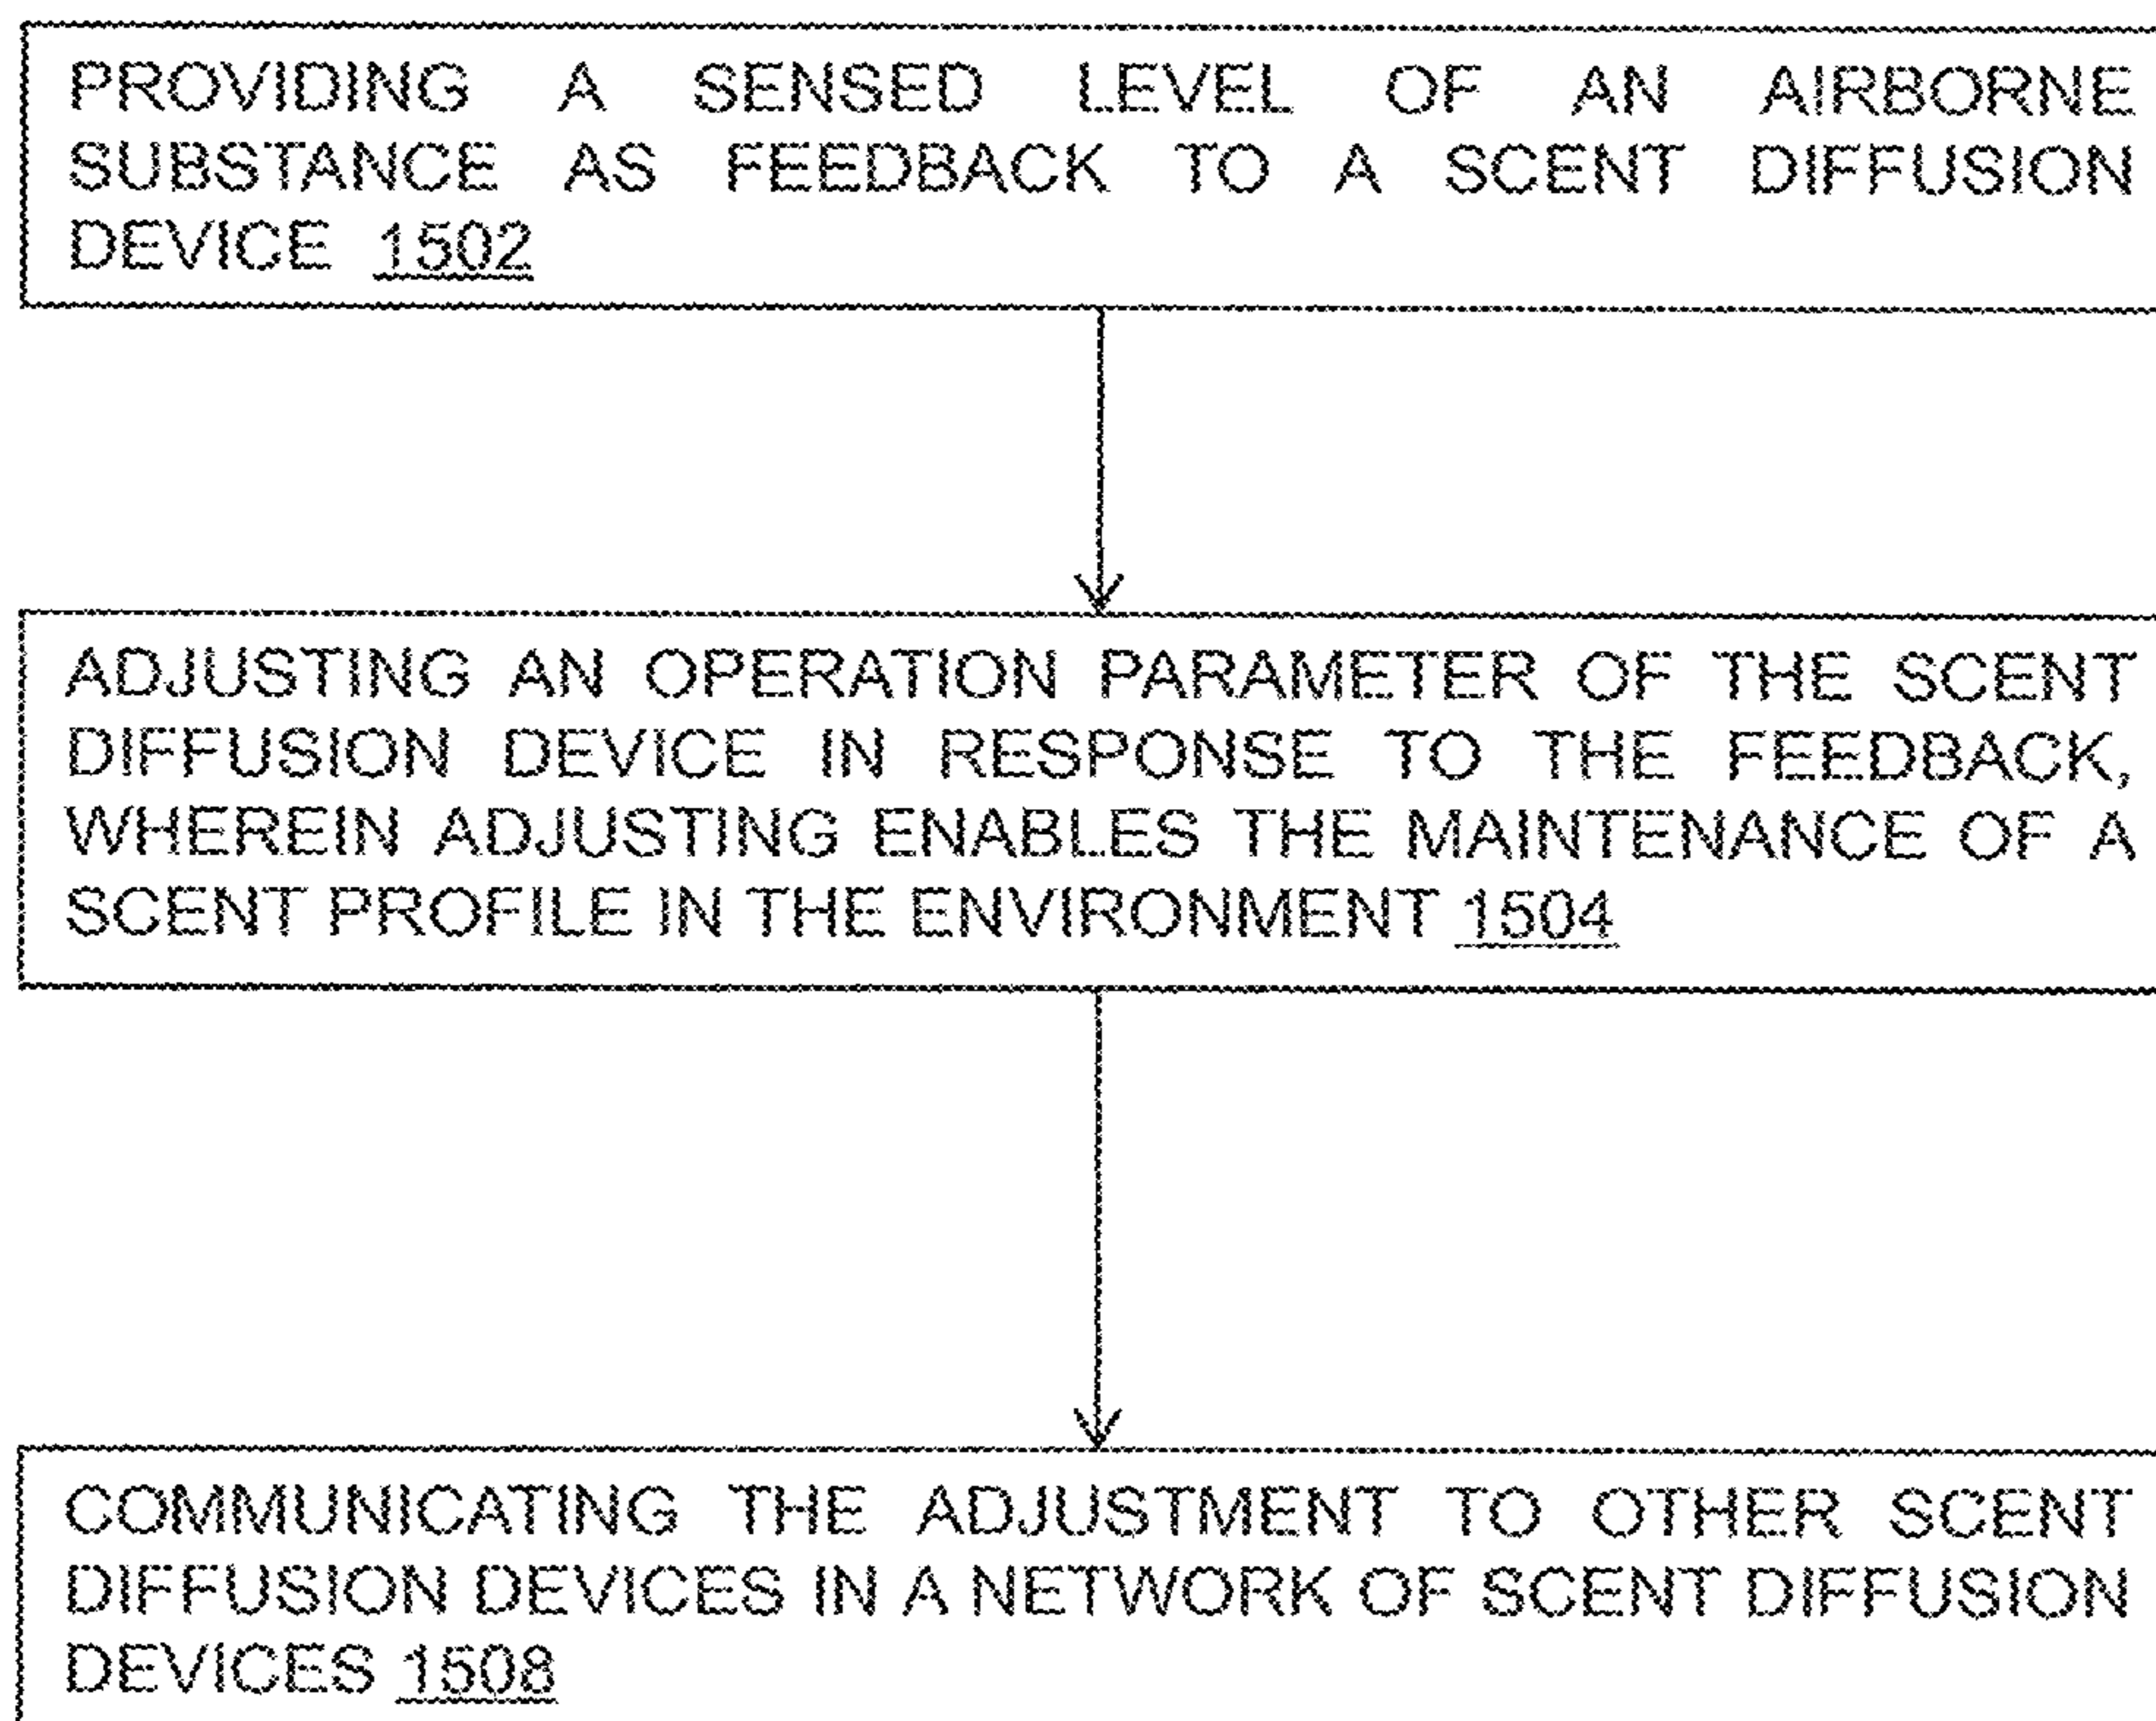 PROVIDING A SENSED LEVEL OF AN AIRBORNE
SUBSTANCE AS FEEDBACK TO A SCENT DIFFUSION
DEVICE 1502
ADJUSTING AN OPERATION PARAMETER OF THE SCENT
DIFFUSION DEVICE IN RESPONSE TO THE FEEDBACK,
WHEREIN ADJUSTING ENABLES THE MAINTENANCE OF A
SCENT PROFILE IN THE ENVIRONMENT 1504
COMMUNICATING THE ADJUSTMENT TO OTHER SCENT
DIFFUSION DEVICES IN A NETWORK OF SCENT DIFFUSION
DEVICES 1508